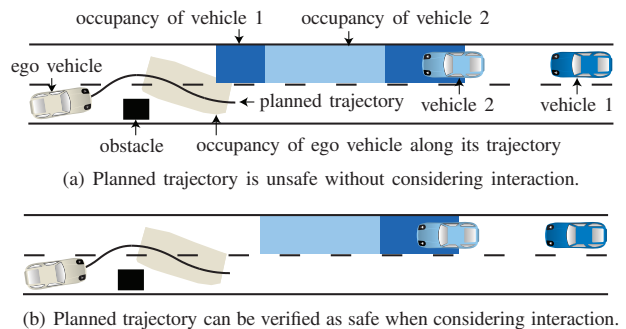 occupancy of vehicle 1 occupancy of vehicle 2
ego vehicle
planned trajectory vehicle 2 vehicle 1
obstacle occupancy of ego vehicle along its trajectory
(a) Planned trajectory is unsafe without considering interaction.
(b) Planned trajectory can be verified as safe when considering interaction.